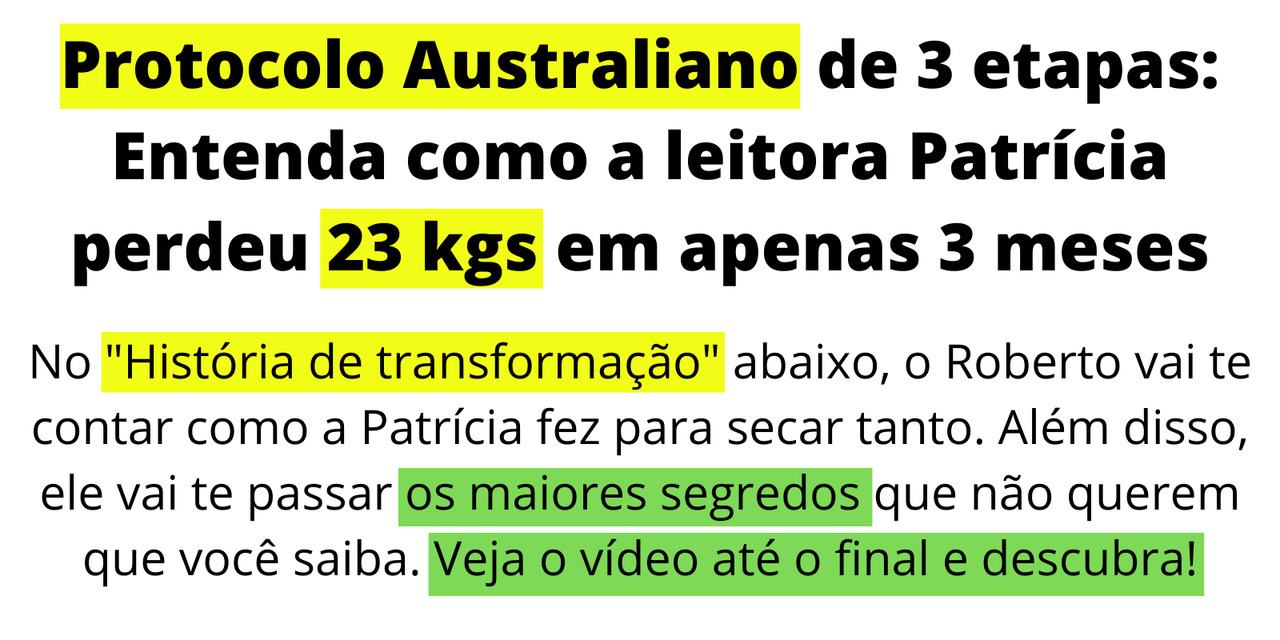 Protocolo Australiano de 3 etapas:
Entenda como a leitora Patrícia
perdeu 23 kgs em apenas 3 meses
No "História de transformação" abaixo, o Roberto vai te
contar como a Patrícia fez para secar tanto. Além disso,
ele vai te passar os maiores segredos que não querem
que você saiba. Veja o vídeo até o final e descubra!